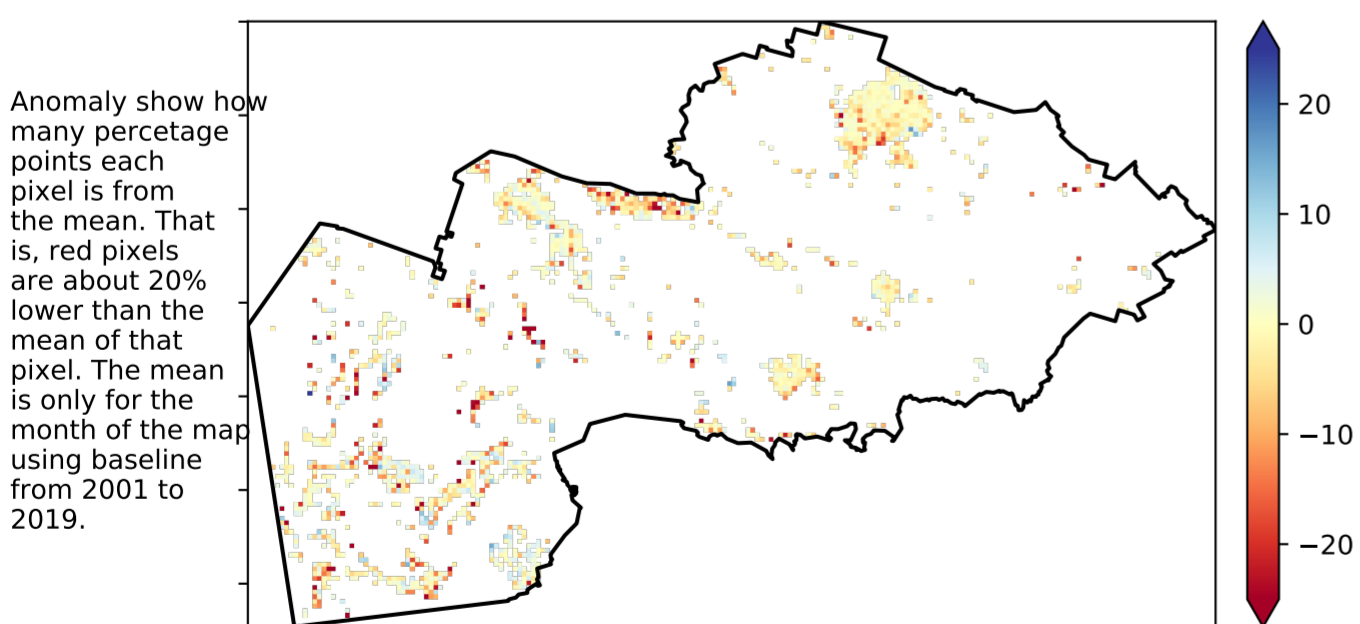 Anomaly show how
many percetage
points each
pixel is from
the mean. That
is, red pixels
are about 20%
lower than the
mean of that
pixel. The mean
is only for the
month of the map
using baseline
from 2001 to
2019.
20
10
0
−10
−20